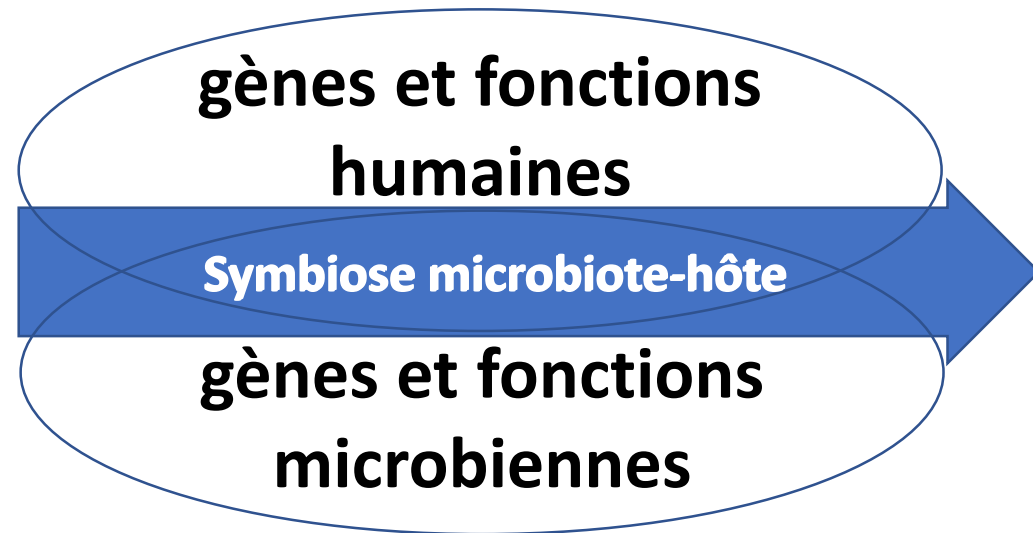 gènes et fonctions
humaines
Symbiose microbiote-hôte
gènes et fonctions
microbiennes